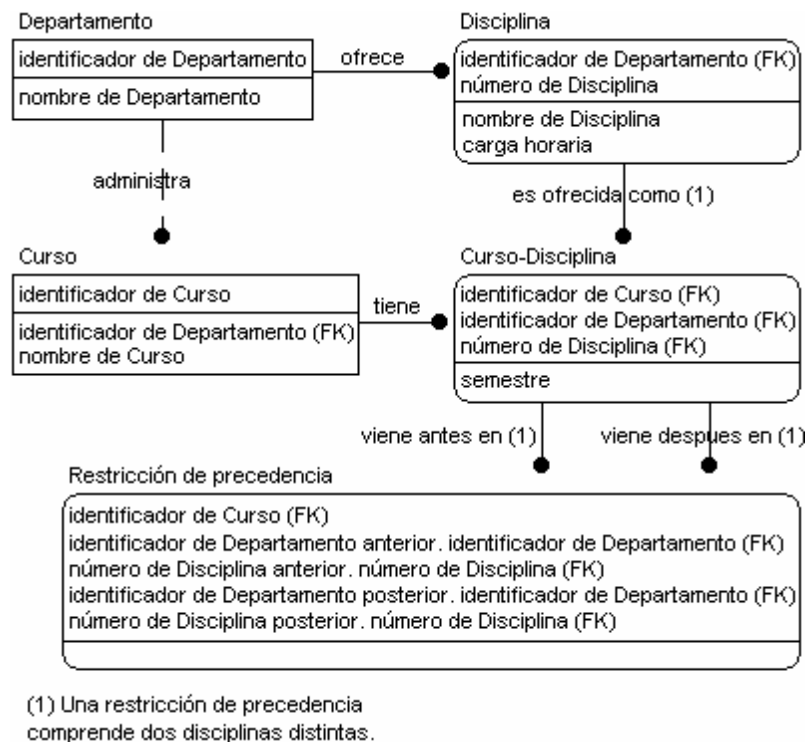 Departamento
identificador de Departamento
nombre de Departamento
ofrece
Disciplina
identificador de Departamento (FK)
número de Disciplina
nombre de Disciplina
carga horaria
administra
es ofrecida como (1)
Curso
identificador de Curso
identificador de Departamento (FK)
nombre de Curso
tiene
Curso-Disciplina
identificador de Curso (FK)
identificador de Departamento (FK)
número de Disciplina (FK)
semestre
viene antes en (1)
viene despues en (1)
Restricción de precedencia
identificador de Curso (FK)
identificador de Departamento anterior. identificador de Departamento (FK)
número de Disciplina anterior. número de Disciplina (FK)
identificador de Departamento posterior. identificador de Departamento (FK)
número de Disciplina posterior. número de Disciplina (FK)
(1) Una restricción de precedencia
comprende dos disciplinas distintas.